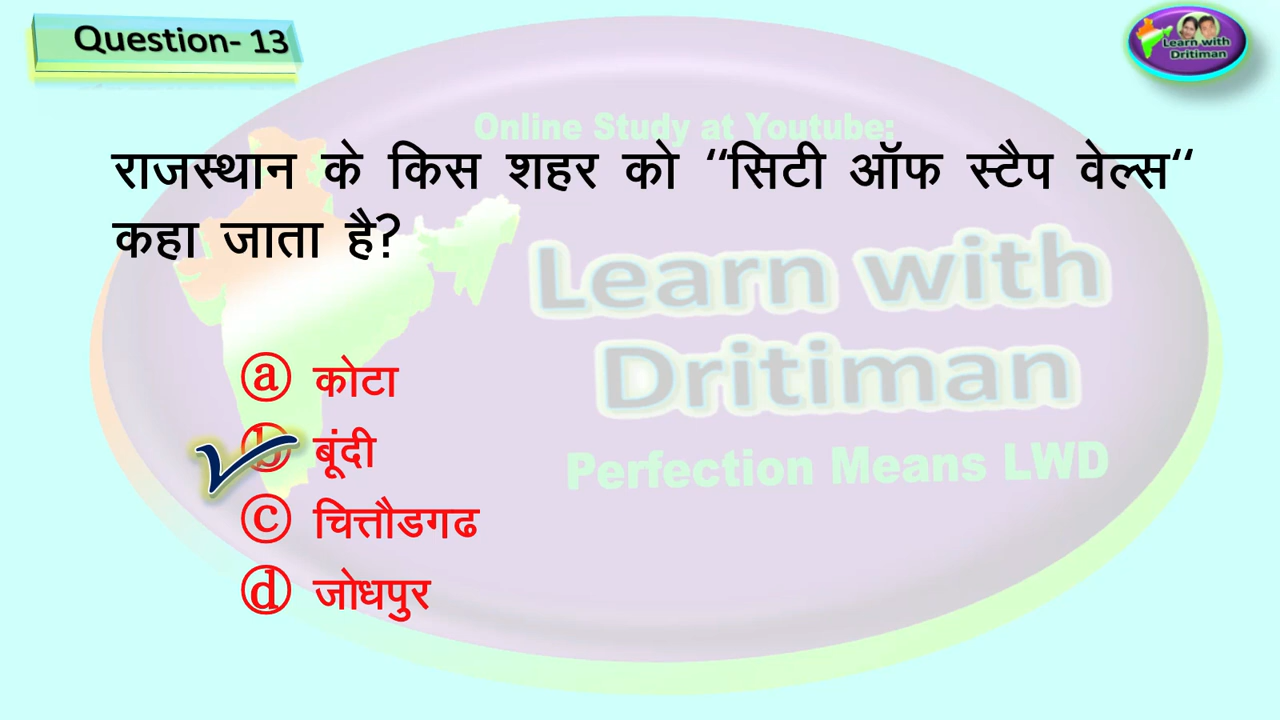 Question- 13
Learn with
Dritiman
Online Study at Youtube:
राजस्थान के किस शहर को “सिटी ऑफ स्टैप वेल्स“
कहा जाता है?
Learn with
Dritiman
Perfection Means LWD
ⓐ कोटा
ⓑ बूंदी
ⓒ चित्तौडगढ
ⓓ जोधपुर